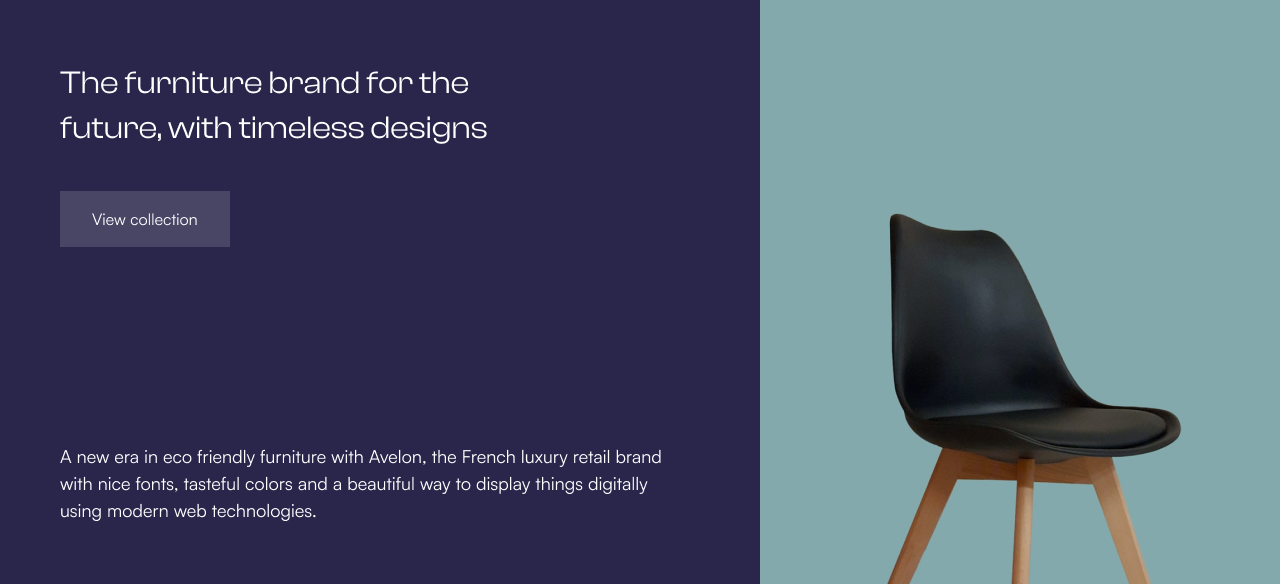 The furniture brand for the
future, with timeless designs
View collection
A new era in eco friendly furniture with Avelon, the French luxury retail brand
with nice fonts, tasteful colors and a beautiful way to display things digitally
using modern web technologies.